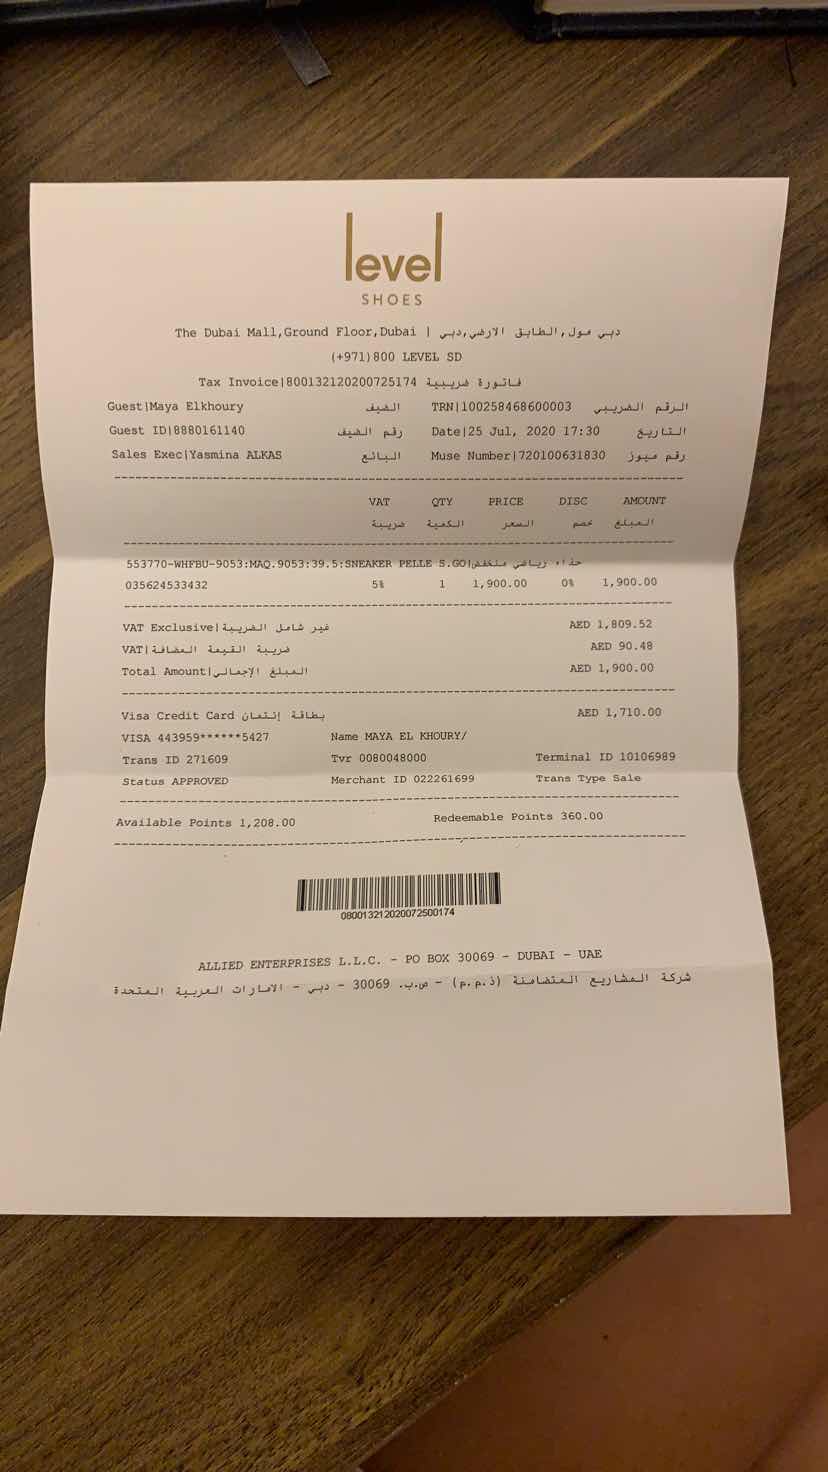 level
SHOES
The Dubai Mall,Ground Floor,Dubai | دبي مول,الطابق الارضي,دبي
(+971)800 LEVEL SD
Tax Invoice|800132120200725174 فاتورة ضريبية
Guest|Maya Elkhoury الضيف TRN|100258468600003 الرقم الضريبي
Guest ID|8880161140 رقم الضيف Date|25 Jul, 2020 17:30 التاريخ
Sales Exec|Yasmina ALKAS البائع Muse Number|720100631830 رقم ميوز
VAT QTY PRICE DISC AMOUNT
ضريبة الكمية السعر خصم المبلغ
553770-WHFBU-9053:MAQ.9053:39.5:SNEAKER PELLE S.GO|حذاء رياضي منخفض
035624533432 5% 1 1,900.00 0% 1,900.00
VAT Exclusive|غير شامل الضريبة AED 1,809.52
VAT|ضريبة القيمة المضافة AED 90.48
Total Amount|المبلغ الإجمالي AED 1,900.00
Visa Credit Card بطاقة إئتمان AED 1,710.00
VISA 443959******5427 Name MAYA EL KHOURY/
Trans ID 271609 Tvr 0080048000 Terminal ID 10106989
Status APPROVED Merchant ID 022261699 Trans Type Sale
Available Points 1,208.00 Redeemable Points 360.00
080013212020072500174
ALLIED ENTERPRISES L.L.C. - PO BOX 30069 - DUBAI - UAE
شركة المشاريع المتضامنة (ذ.م.م) - ص.ب. 30069 - دبي - الامارات العربية المتحدة